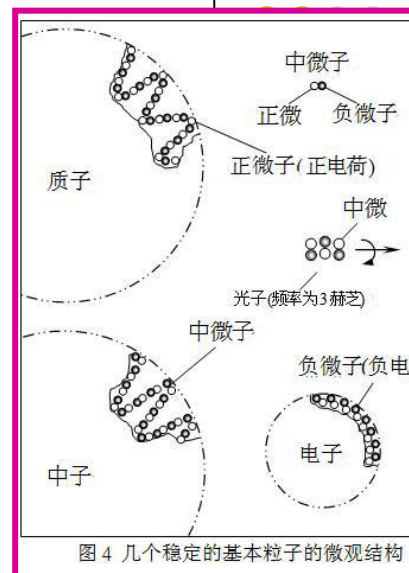 中微子
正微
负微子
质子
正微子(正电荷)
中微
光子(频率为3赫芝)
中微子
负微子(负电
电子
中子
图 4 几个稳定的基本粒子的微观结构